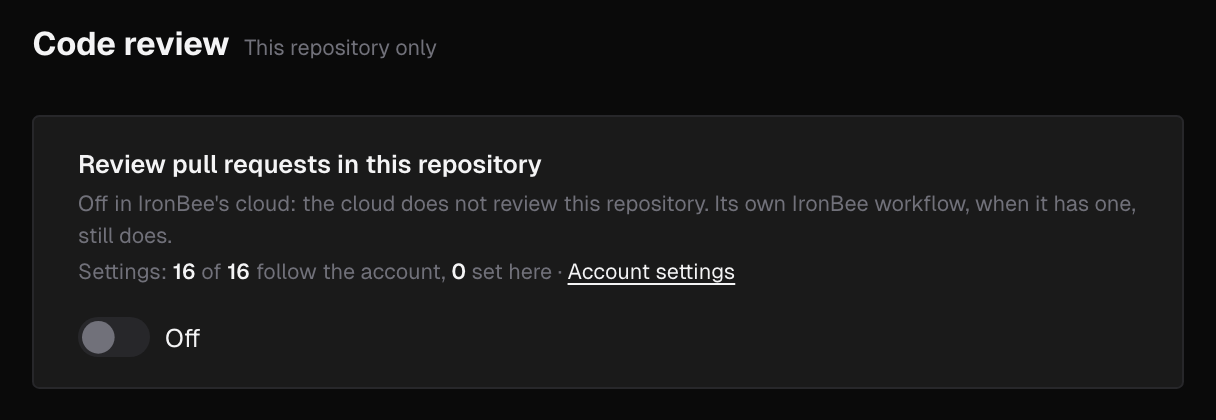 Code review This repository only
Review pull requests in this repository
Off in IronBee's cloud: the cloud does not review this repository. Its own IronBee workflow, when it has one,
still does.
Settings: 16 of 16 follow the account, 0 set here · Account settings
Off